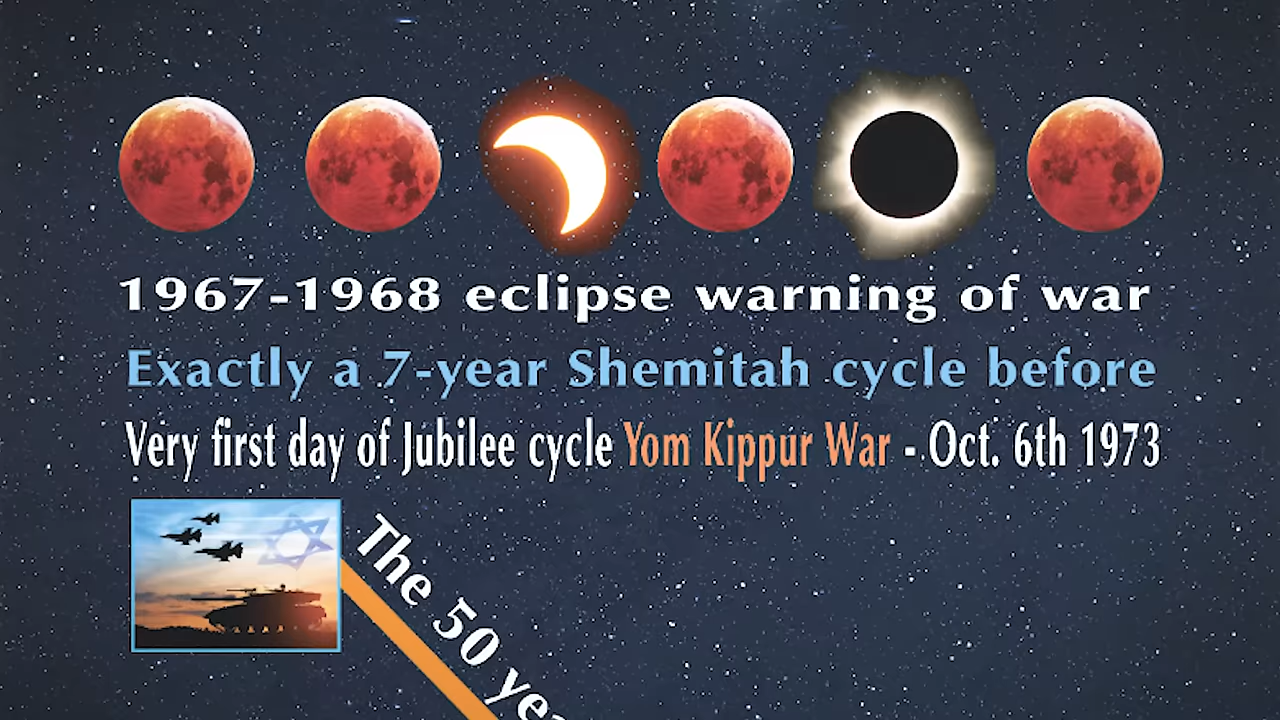 1967-1968 eclipse warning of war
Exactly a 7-year Shemitah cycle before
Very first day of Jubilee cycle Yom Kippur War - Oct. 6th 1973
The 50